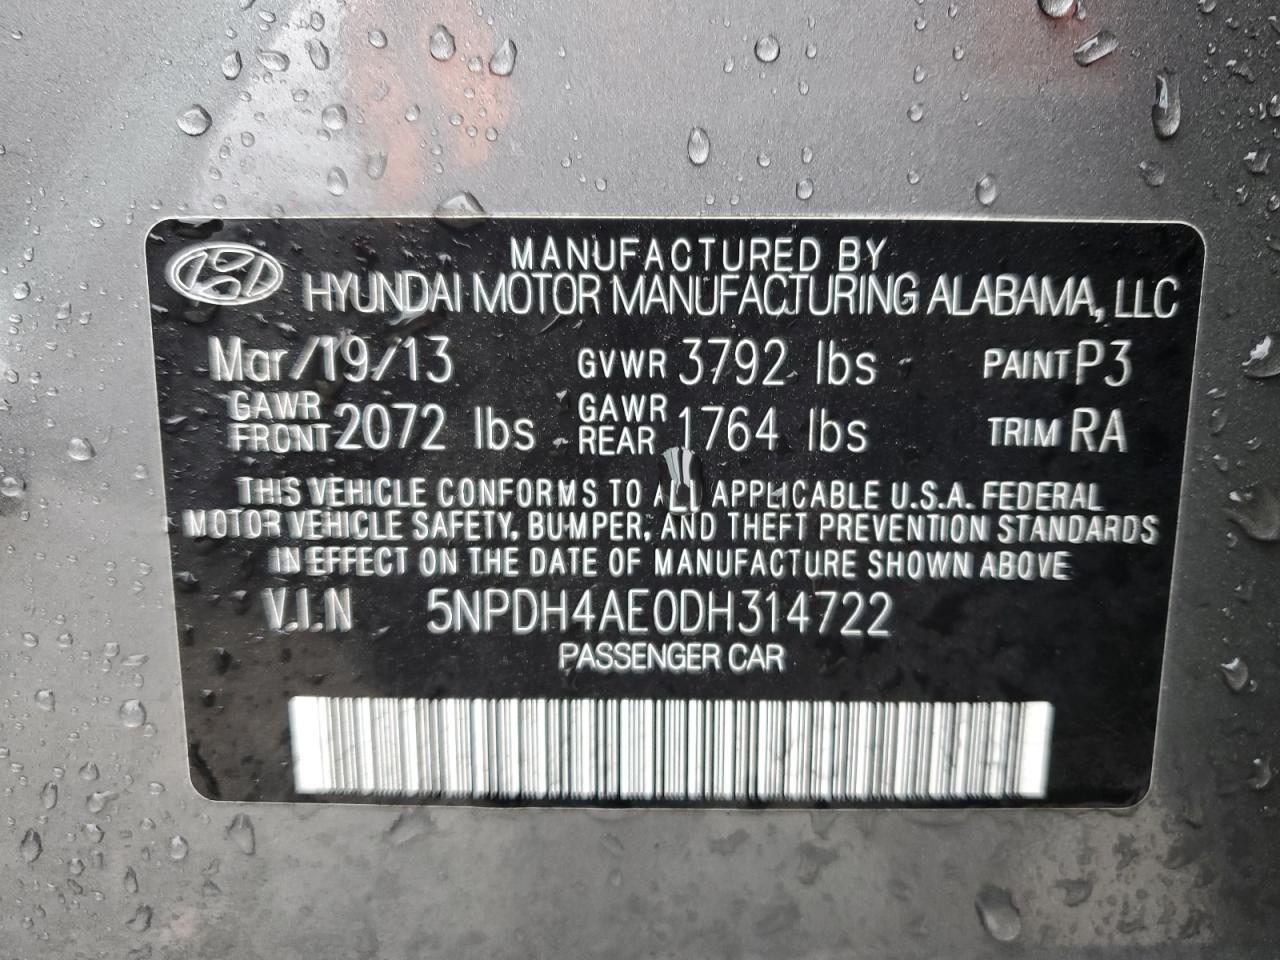 MANUFACTURED BY
HYUNDAI MOTOR MANUFACTURING ALABAMA, LLC
Mar/19/13 GVWR 3792 lbs PAINT P3
GAWR FRONT 2072 lbs GAWR REAR 1764 lbs TRIM RA
THIS VEHICLE CONFORMS TO ALL APPLICABLE U.S.A. FEDERAL
MOTOR VEHICLE SAFETY, BUMPER, AND THEFT PREVENTION STANDARDS
IN EFFECT ON THE DATE OF MANUFACTURE SHOWN ABOVE
V.I.N 5NPDH4AE0DH314722
PASSENGER CAR